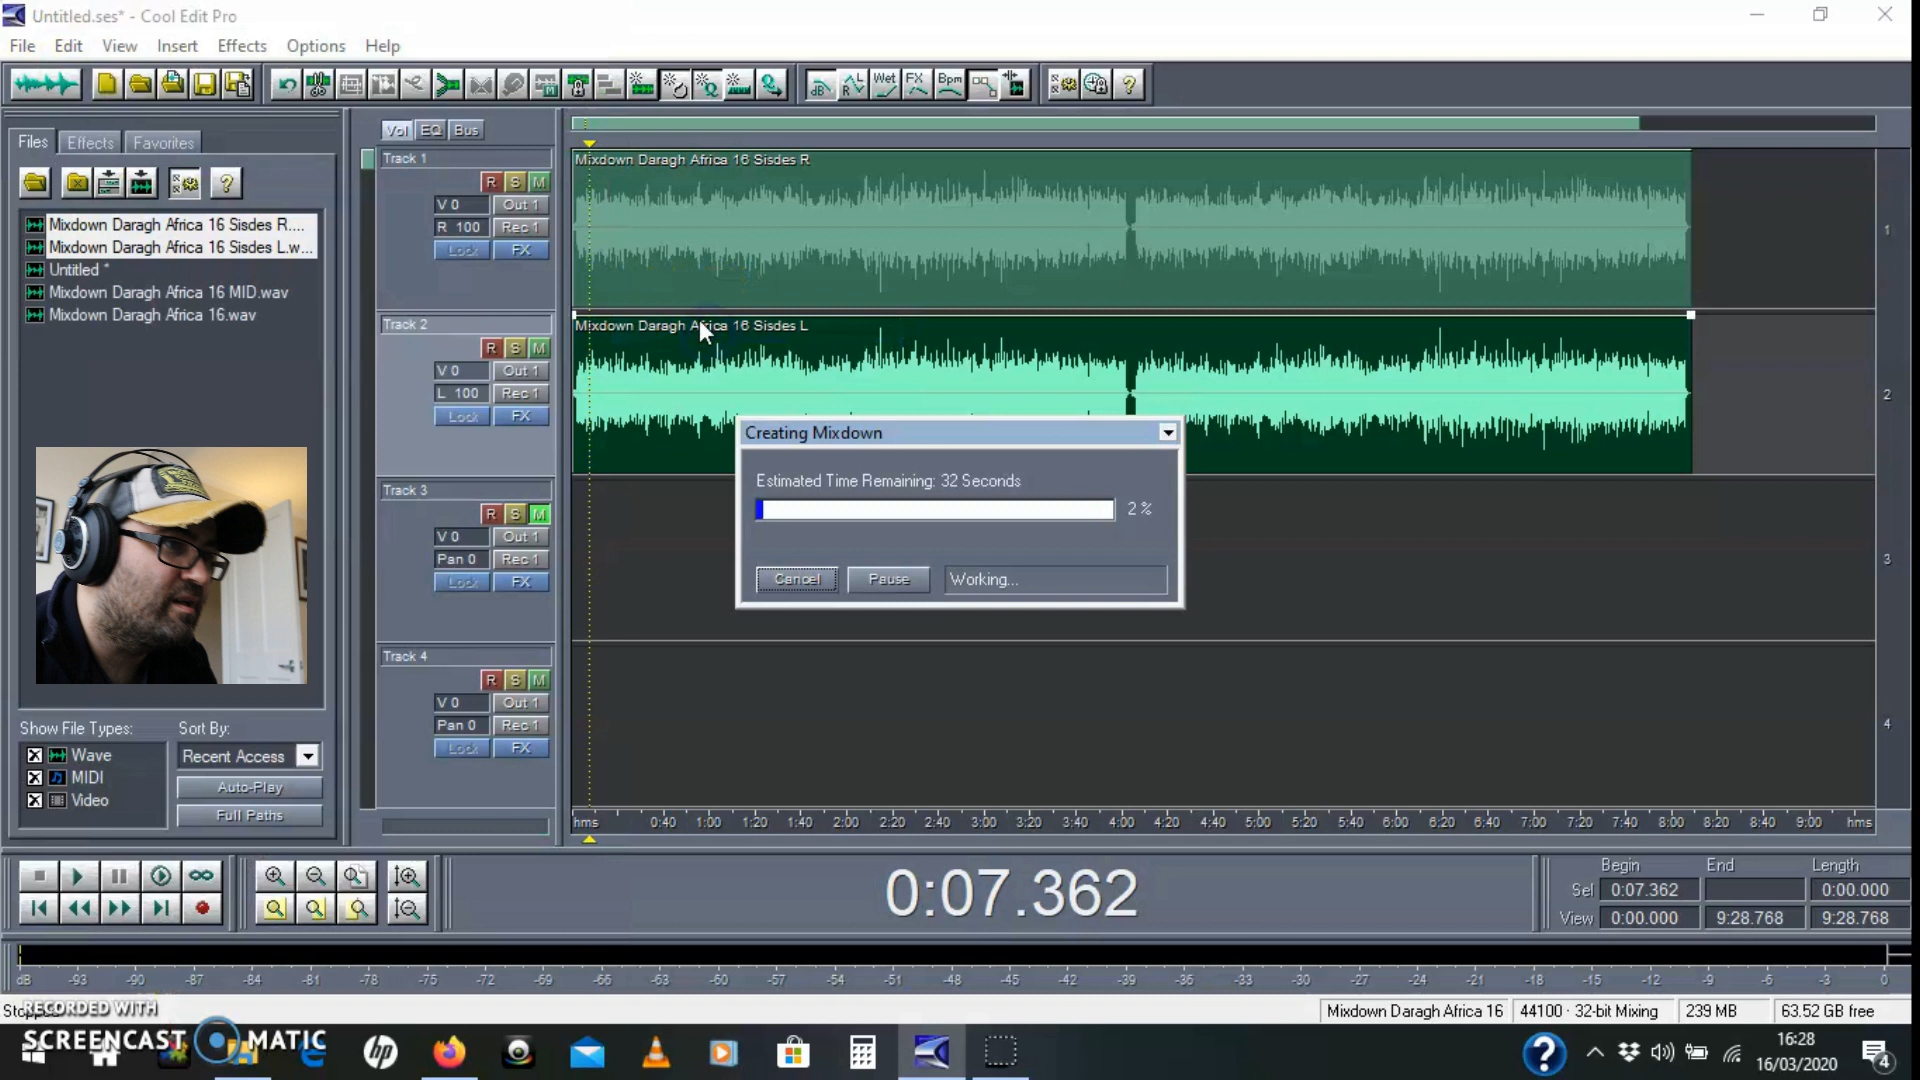 Untitled.ses* - Cool Edit Pro
File Edit View Insert Effects Options Help
Wet FX Bpm
Files Effects Favorites
Vol EQ Bus
Mixdown Daragh Africa 16 Sisdes R....
Mixdown Daragh Africa 16 Sisdes L.w...
Untitled *
Mixdown Daragh Africa 16 MID.wav
Mixdown Daragh Africa 16.wav
Show File Types: Sort By:
Wave
MIDI
Video
Recent Access
Auto-Play
Full Paths
Track 1
R S M
V 0 Out 1
R 100 Rec 1
Lock FX
Track 2
R S M
V 0 Out 1
L 100 Rec 1
Lock FX
Track 3
R S M
V 0 Out 1
Pan 0 Rec 1
Lock FX
Track 4
R S M
V 0 Out 1
Pan 0 Rec 1
Lock FX
Mixdown Daragh Africa 16 Sisdes R
1
Mixdown Daragh Africa 16 Sisdes L
2
3
4
Creating Mixdown
Estimated Time Remaining: 32 Seconds
2 %
Cancel Pause Working...
hms 0:40 1:00 1:20 1:40 2:00 2:20 2:40 3:00 3:20 3:40 4:00 4:20 4:40 5:00 5:20 5:40 6:00 6:20 6:40 7:00 7:20 7:40 8:00 8:20 8:40 9:00 hms
0:07.362
Begin End Length
Sel 0:07.362 0:00.000
View 0:00.000 9:28.768 9:28.768
dB -93 -90 -87 -84 -81 -78 -75 -72 -69 -66 -63 -60 -57 -54 -51 -48 -45 -42 -39 -36 -33 -30 -27 -24 -21 -18 -15 -12 -9 -6 -3 0
Stopped
Mixdown Daragh Africa 16 44100 · 32-bit Mixing 239 MB 63.52 GB free
RECORDED WITH
SCREENCAST MATIC
hp
16:28
16/03/2020
4